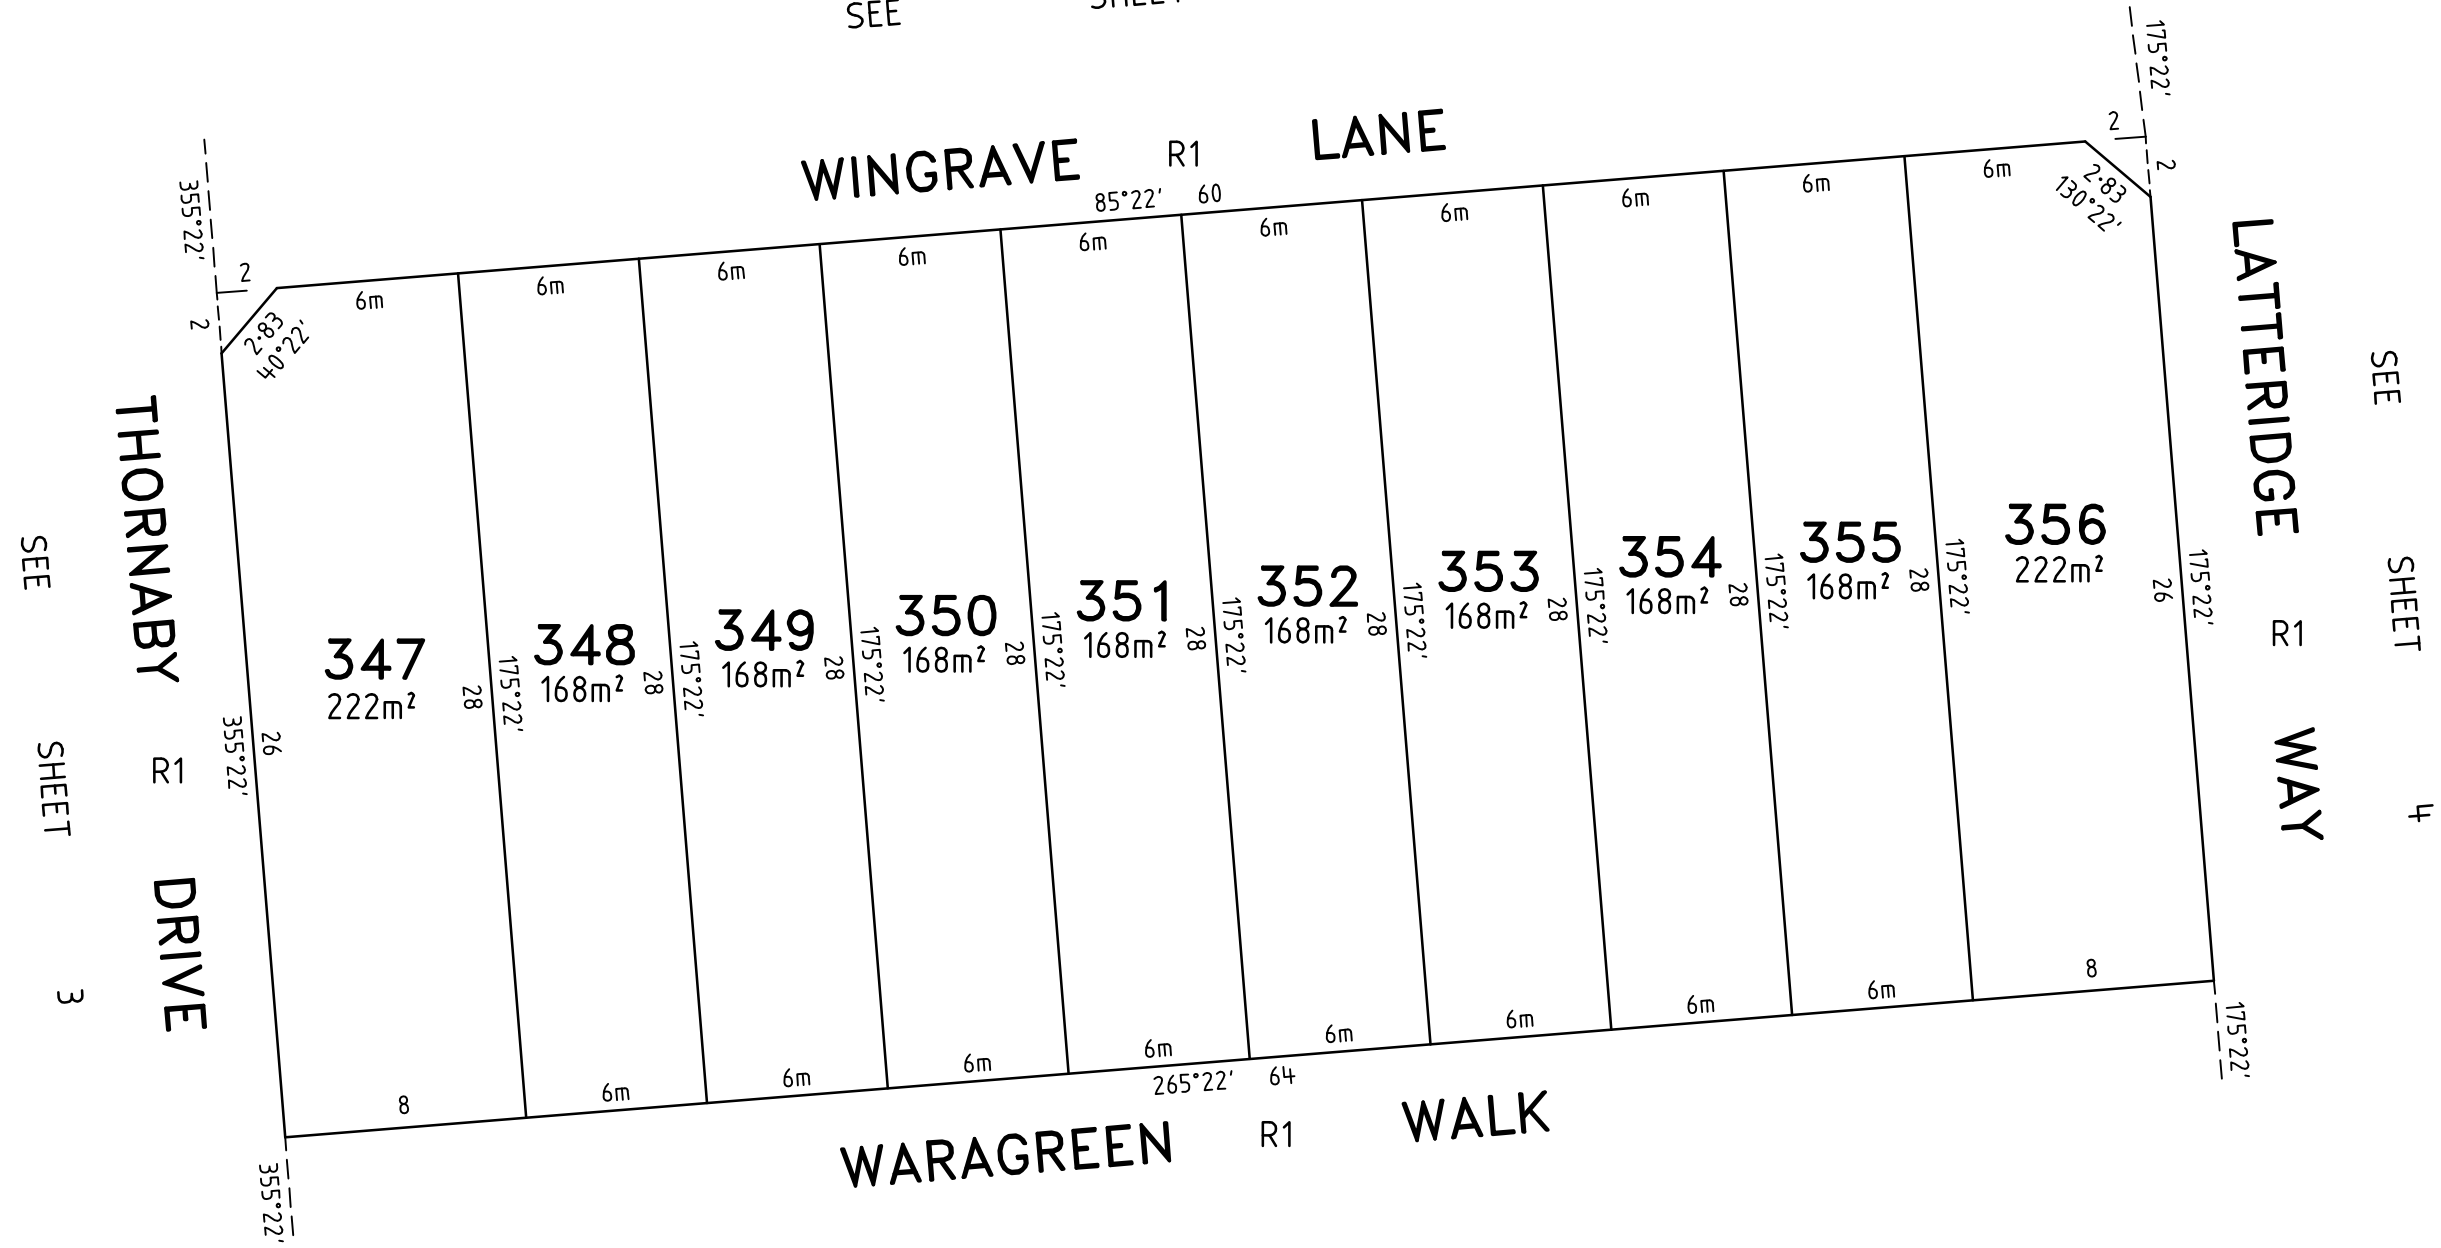 SEE
175°22'
WINGRAVE R1 LANE
85°22' 60
355°22'
2
2
2·83
40°22'
6m
6m
6m
6m
6m
6m
6m
6m
6m
6m
2
2
2·83
130°22'
THORNABY R1 DRIVE
SEE SHEET 3
355°22'
26
347
222m²
28
175°22'
348
168m²
28
175°22'
349
168m²
28
175°22'
350
168m²
28
175°22'
351
168m²
28
175°22'
352
168m²
28
175°22'
353
168m²
28
175°22'
354
168m²
28
175°22'
355
168m²
28
175°22'
356
222m²
26
175°22'
LATTERIDGE R1 WAY
SEE SHEET 4
8
6m
6m
6m
6m
6m
6m
6m
6m
8
265°22' 64
WARAGREEN R1 WALK
355°22'
175°22'